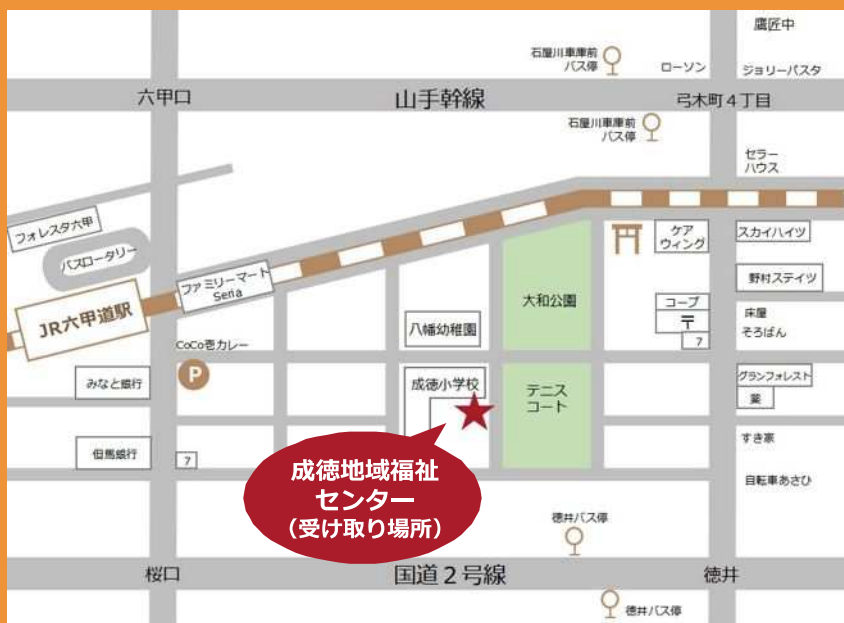 鷹匠中
石屋川車庫前
バス停
ローソン
ジョリーパスタ
六甲口
山手幹線
弓木町4丁目
石屋川車庫前
バス停
セラー
ハウス
フォレスタ六甲
バスロータリー
ケア
ウィング
スカイハイツ
ファミリーマート
Seria
野村ステイツ
JR六甲道駅
大和公園
コープ
〒
7
床屋
そろばん
八幡幼稚園
CoCo壱カレー
P
みなと銀行
成徳小学校
テニス
コート
グランフォレスト
薬
但馬銀行
7
すき家
自転車あさひ
成徳地域福祉
センター
（受け取り場所）
徳井バス停
桜口
国道2号線
徳井
徳井バス停